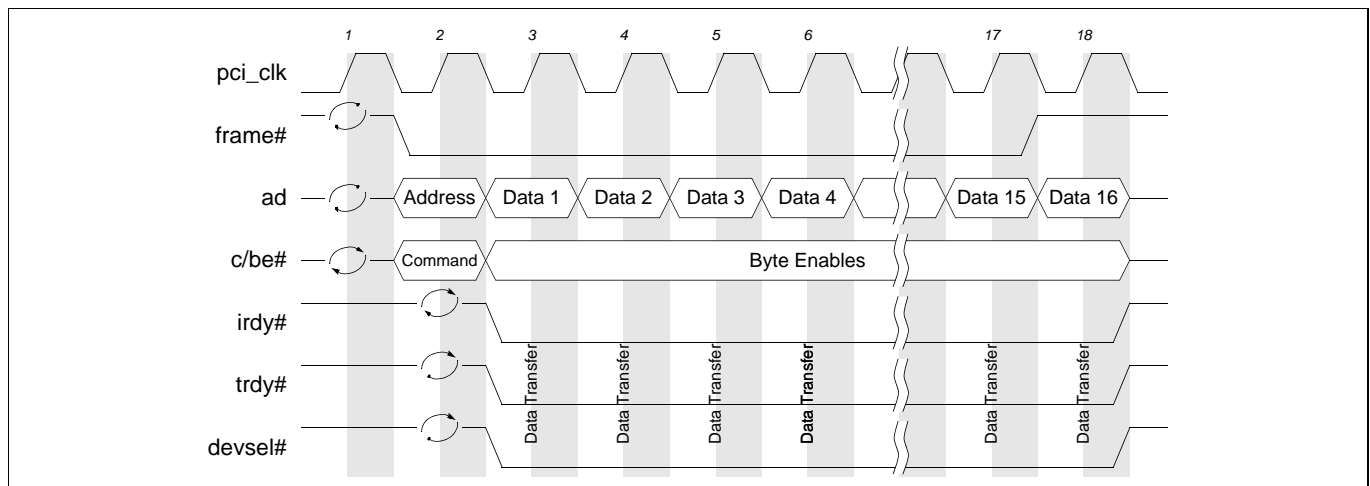 1 2 3 4 5 6 17 18
pci_clk
frame#
ad Address Data 1 Data 2 Data 3 Data 4 Data 15 Data 16
c/be# Command Byte Enables
irdy#
trdy#
Data Transfer
Data Transfer
Data Transfer
Data Transfer
Data Transfer
Data Transfer
devsel#